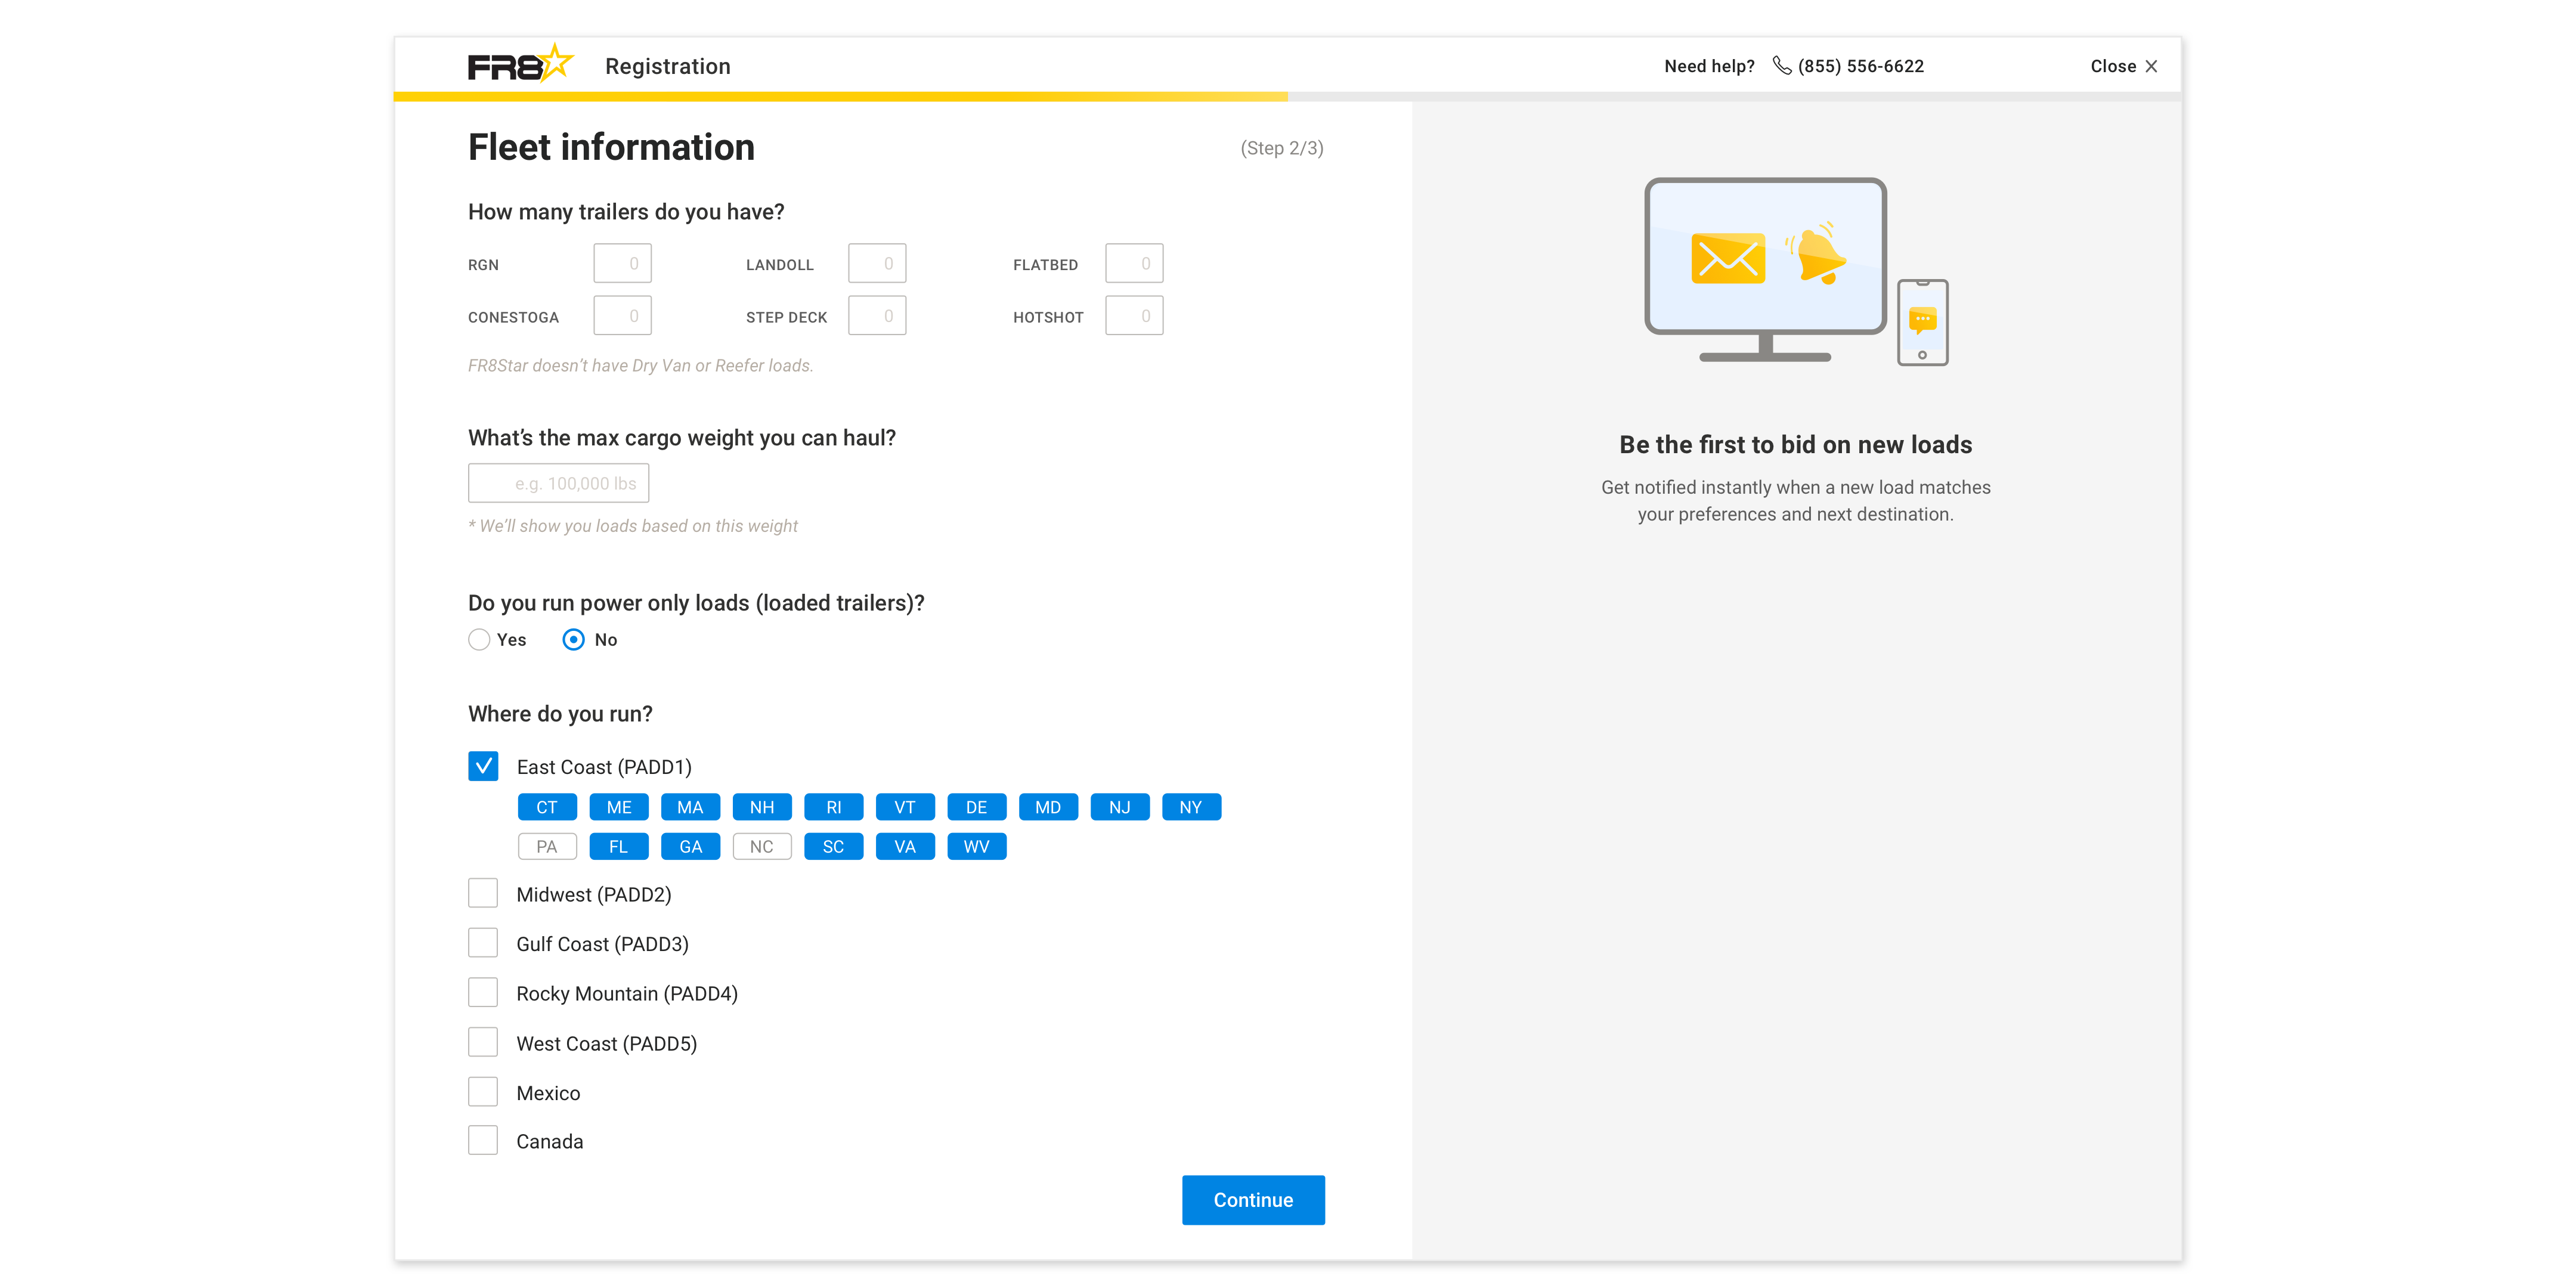 FR8 Registration Need help? (855) 556-6622 Close
Fleet information (Step 2/3)
How many trailers do you have?
RGN 0 LANDOLL 0 FLATBED 0
CONESTOGA 0 STEP DECK 0 HOTSHOT 0
FR8Star doesn’t have Dry Van or Reefer loads.
What’s the max cargo weight you can haul?
e.g. 100,000 lbs
* We’ll show you loads based on this weight
Do you run power only loads (loaded trailers)?
Yes No
Where do you run?
East Coast (PADD1)
CT ME MA NH RI VT DE MD NJ NY
PA FL GA NC SC VA WV
Midwest (PADD2)
Gulf Coast (PADD3)
Rocky Mountain (PADD4)
West Coast (PADD5)
Mexico
Canada
Continue
Be the first to bid on new loads
Get notified instantly when a new load matches
your preferences and next destination.